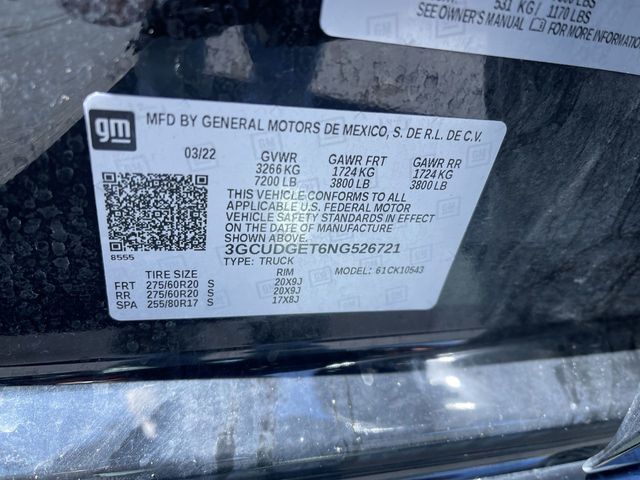 531 KG/ 1170 LBS
SEE OWNER'S MANUAL FOR MORE INFORMATION
gm
MFD BY GENERAL MOTORS DE MEXICO, S. DE R.L. DE C.V.
03/22 GVWR GAWR FRT GAWR RR
3266 KG 1724 KG 1724 KG
7200 LB 3800 LB 3800 LB
THIS VEHICLE CONFORMS TO ALL
APPLICABLE U.S. FEDERAL MOTOR
VEHICLE SAFETY STANDARDS IN EFFECT
ON THE DATE OF MANUFACTURE
SHOWN ABOVE.
3GCUDGET6NG526721
8555 TYPE: TRUCK
TIRE SIZE RIM MODEL: 61CK10543
FRT 275/60R20 S 20X9J
RR 275/60R20 S 20X9J
SPA 255/80R17 S 17X8J